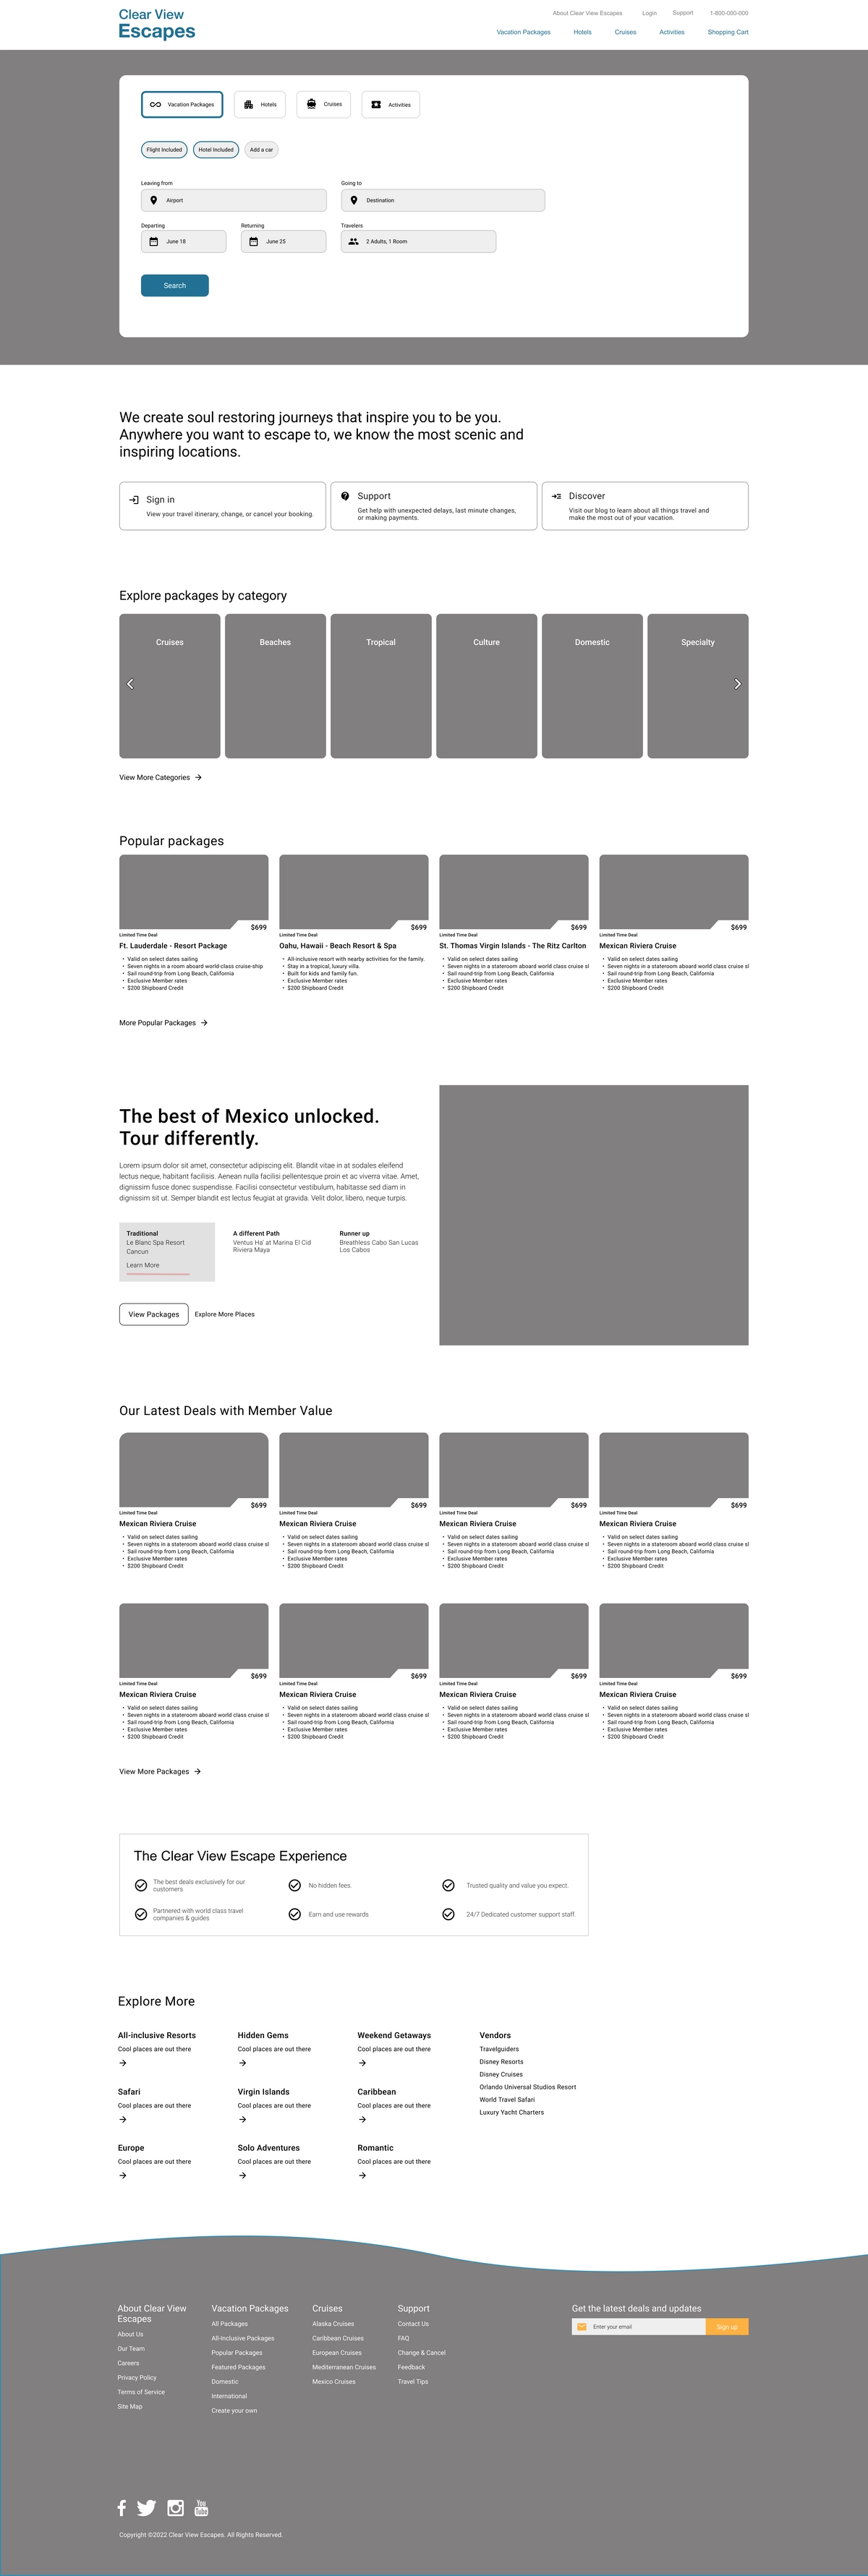 Clear View
Escapes
About Clear View Escapes
Login
Support
1-800-000-000
Vacation Packages
Hotels
Cruises
Activities
Shopping Cart
Vacation Packages
Hotels
Cruises
Activities
Flight Included
Hotel Included
Add a car
Leaving from
Going to
Airport
Destination
Departing
Returning
Travelers
June 18
June 25
2 Adults, 1 Room
Search
We create soul restoring journeys that inspire you to be you.
Anywhere you want to escape to, we know the most scenic and
inspiring locations.
Sign in
View your travel itinerary, change, or cancel your booking.
Support
Get help with unexpected delays, last minute changes,
or making payments.
Discover
Visit our blog to learn about all things travel and
make the most out of your vacation.
Explore packages by category
Cruises
Beaches
Tropical
Culture
Domestic
Specialty
View More Categories
Popular packages
$699
Limited Time Deal
Ft. Lauderdale - Resort Package
• Valid on select dates sailing
• Seven nights in a room aboard world-class cruise-ship
• Sail round-trip from Long Beach, California
• Exclusive Member rates
• $200 Shipboard Credit
$699
Limited Time Deal
Oahu, Hawaii - Beach Resort & Spa
• All-inclusive resort with nearby activities for the family.
• Stay in a tropical, luxury villa.
• Built for kids and family fun.
• Exclusive Member rates
• $200 Shipboard Credit
$699
Limited Time Deal
St. Thomas Virgin Islands - The Ritz Carlton
• Valid on select dates sailing
• Seven nights in a stateroom aboard world class cruise sl
• Sail round-trip from Long Beach, California
• Exclusive Member rates
• $200 Shipboard Credit
$699
Limited Time Deal
Mexican Riviera Cruise
• Valid on select dates sailing
• Seven nights in a stateroom aboard world class cruise sl
• Sail round-trip from Long Beach, California
• Exclusive Member rates
• $200 Shipboard Credit
More Popular Packages
The best of Mexico unlocked.
Tour differently.
Lorem ipsum dolor sit amet, consectetur adipiscing elit. Blandit vitae in at sodales eleifend
lectus neque, habitant facilisis. Aenean nulla facilisi pellentesque proin et ac viverra vitae. Amet,
dignissim fusce donec suspendisse. Facilisi consectetur vestibulum, habitasse sed diam in
dignissim sit ut. Semper blandit est lectus feugiat at gravida. Velit dolor, libero, neque turpis.
Traditional
Le Blanc Spa Resort
Cancun
Learn More
A different Path
Ventus Ha' at Marina El Cid
Riviera Maya
Runner up
Breathless Cabo San Lucas
Los Cabos
View Packages
Explore More Places
Our Latest Deals with Member Value
$699
Limited Time Deal
Mexican Riviera Cruise
• Valid on select dates sailing
• Seven nights in a stateroom aboard world class cruise sl
• Sail round-trip from Long Beach, California
• Exclusive Member rates
• $200 Shipboard Credit
$699
Limited Time Deal
Mexican Riviera Cruise
• Valid on select dates sailing
• Seven nights in a stateroom aboard world class cruise sl
• Sail round-trip from Long Beach, California
• Exclusive Member rates
• $200 Shipboard Credit
$699
Limited Time Deal
Mexican Riviera Cruise
• Valid on select dates sailing
• Seven nights in a stateroom aboard world class cruise sl
• Sail round-trip from Long Beach, California
• Exclusive Member rates
• $200 Shipboard Credit
$699
Limited Time Deal
Mexican Riviera Cruise
• Valid on select dates sailing
• Seven nights in a stateroom aboard world class cruise sl
• Sail round-trip from Long Beach, California
• Exclusive Member rates
• $200 Shipboard Credit
$699
Limited Time Deal
Mexican Riviera Cruise
• Valid on select dates sailing
• Seven nights in a stateroom aboard world class cruise sl
• Sail round-trip from Long Beach, California
• Exclusive Member rates
• $200 Shipboard Credit
$699
Limited Time Deal
Mexican Riviera Cruise
• Valid on select dates sailing
• Seven nights in a stateroom aboard world class cruise sl
• Sail round-trip from Long Beach, California
• Exclusive Member rates
• $200 Shipboard Credit
$699
Limited Time Deal
Mexican Riviera Cruise
• Valid on select dates sailing
• Seven nights in a stateroom aboard world class cruise sl
• Sail round-trip from Long Beach, California
• Exclusive Member rates
• $200 Shipboard Credit
$699
Limited Time Deal
Mexican Riviera Cruise
• Valid on select dates sailing
• Seven nights in a stateroom aboard world class cruise sl
• Sail round-trip from Long Beach, California
• Exclusive Member rates
• $200 Shipboard Credit
View More Packages
The Clear View Escape Experience
The best deals exclusively for our
customers
No hidden fees.
Trusted quality and value you expect.
Partnered with world class travel
companies & guides
Earn and use rewards
24/7 Dedicated customer support staff.
Explore More
All-inclusive Resorts
Cool places are out there
Hidden Gems
Cool places are out there
Weekend Getaways
Cool places are out there
Safari
Cool places are out there
Virgin Islands
Cool places are out there
Caribbean
Cool places are out there
Europe
Cool places are out there
Solo Adventures
Cool places are out there
Romantic
Cool places are out there
Vendors
Travelguiders
Disney Resorts
Disney Cruises
Orlando Universal Studios Resort
World Travel Safari
Luxury Yacht Charters
About Clear View
Escapes
About Us
Our Team
Careers
Privacy Policy
Terms of Service
Site Map
Vacation Packages
All Packages
All-Inclusive Packages
Popular Packages
Featured Packages
Domestic
International
Create your own
Cruises
Alaska Cruises
Caribbean Cruises
European Cruises
Mediterranean Cruises
Mexico Cruises
Support
Contact Us
FAQ
Change & Cancel
Feedback
Travel Tips
Get the latest deals and updates
Enter your email
Sign up
You
Tube
Copyright ©2022 Clear View Escapes. All Rights Reserved.